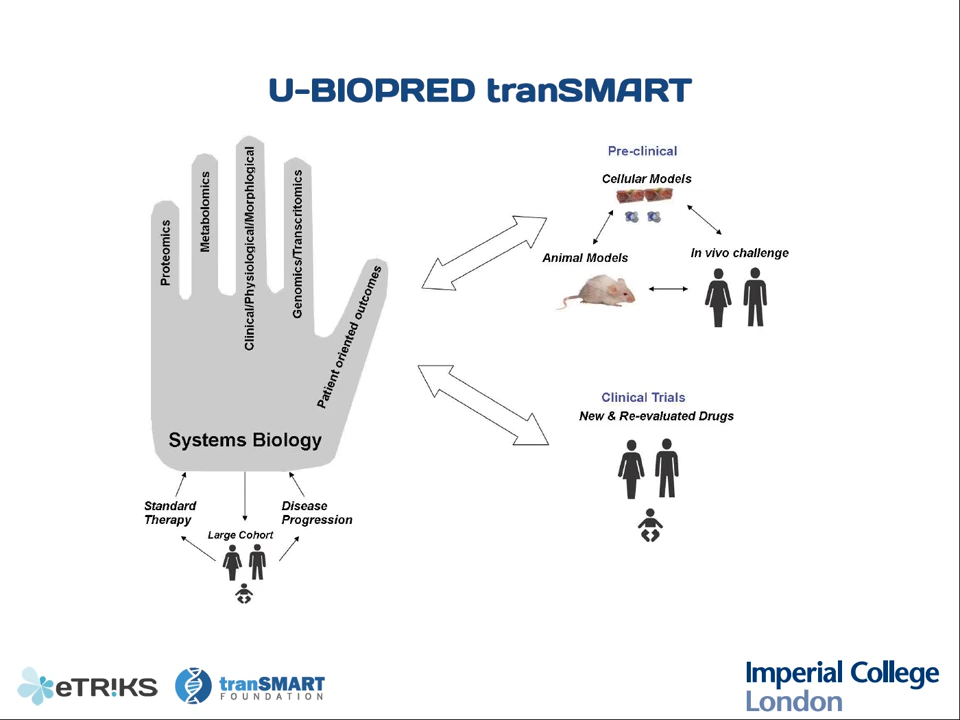 U-BIOPRED tranSMART
Proteomics
Metabolomics
Clinical/Physiological/Morphlogical
Genomics/Transcritomics
Patient oriented outcomes
Systems Biology
Standard
Therapy
Disease
Progression
Large Cohort
Pre-clinical
Cellular Models
Animal Models
In vivo challenge
Clinical Trials
New & Re-evaluated Drugs
eTRIKS
tranSMART
FOUNDATION
Imperial College
London